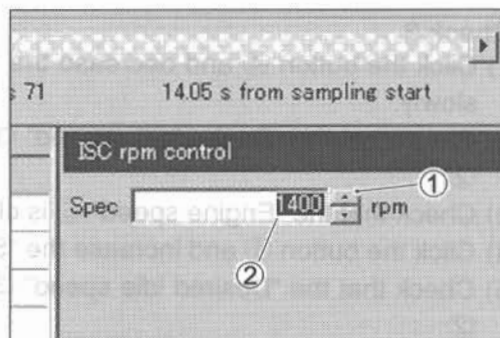 s 71 14.05 s from sampling start
ISC rpm control
①
Spec 1400 rpm
②